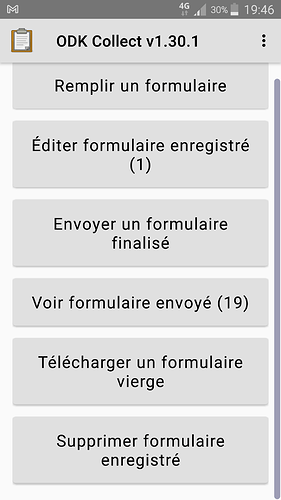 4G 30% 19:46
ODK Collect v1.30.1
Remplir un formulaire
Éditer formulaire enregistré
(1)
Envoyer un formulaire
finalisé
Voir formulaire envoyé (19)
Télécharger un formulaire
vierge
Supprimer formulaire
enregistré